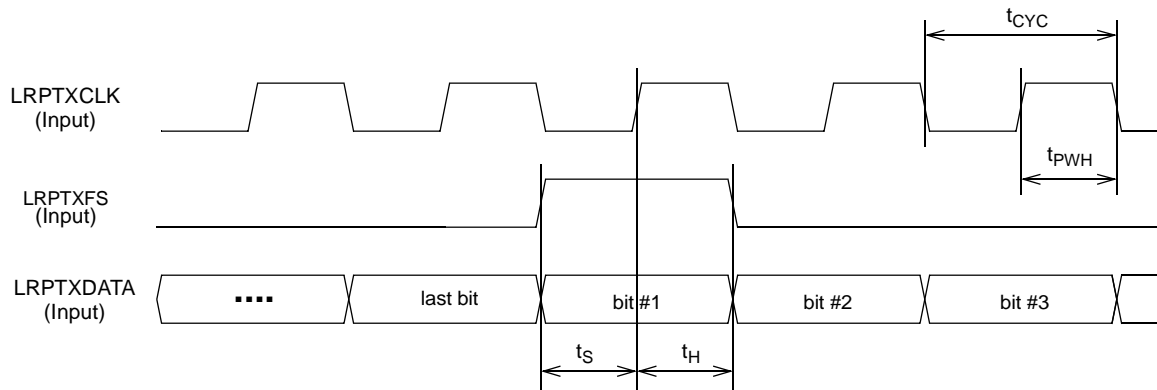 tCYC
LRPTXCLK
(Input)
tPWH
LRPTXFS
(Input)
LRPTXDATA
(Input)
....
last bit
bit #1
bit #2
bit #3
tS
tH